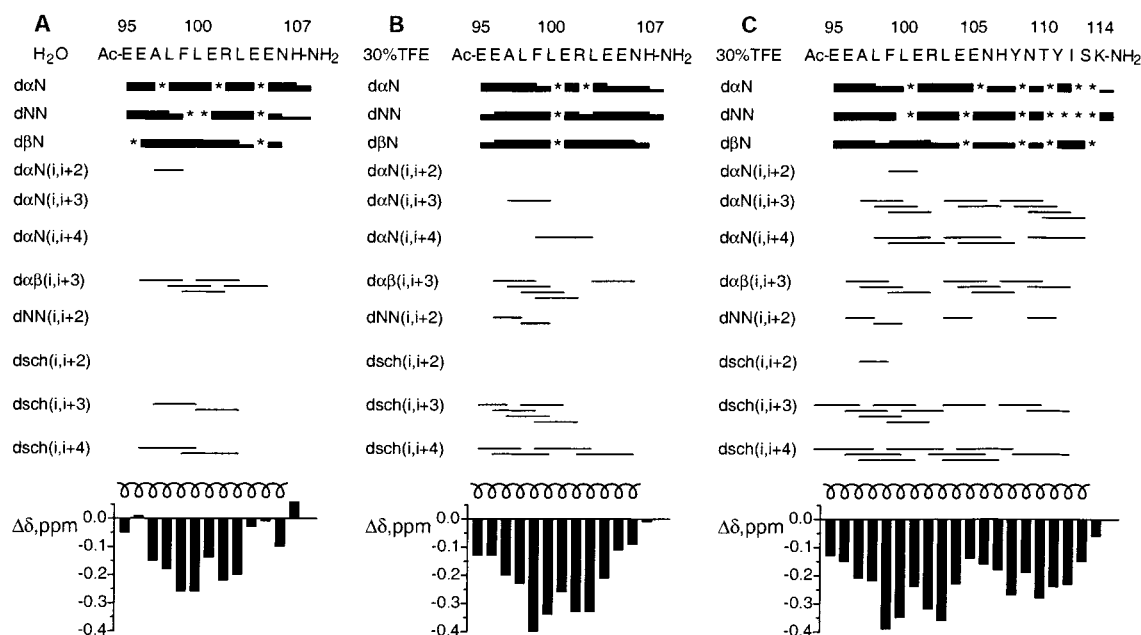 A 95 100 107
H₂O Ac-EEALFLERLEENH-NH₂
dαN * * *
dNN * * *
dβN * *
dαN(i,i+2)
dαN(i,i+3)
dαN(i,i+4)
dαβ(i,i+3)
dNN(i,i+2)
dsch(i,i+2)
dsch(i,i+3)
dsch(i,i+4)
Δδ,ppm
0.0
-0.1
-0.2
-0.3
-0.4
B 95 100 107
30%TFE Ac-EEALFLERLEENH-NH₂
dαN * *
dNN *
dβN *
dαN(i,i+2)
dαN(i,i+3)
dαN(i,i+4)
dαβ(i,i+3)
dNN(i,i+2)
dsch(i,i+2)
dsch(i,i+3)
dsch(i,i+4)
Δδ,ppm
0.0
-0.1
-0.2
-0.3
-0.4
C 95 100 110 114
30%TFE Ac-EEALFLERLEENHYNTYISK-NH₂
dαN * * * * * *
dNN * * * * * * *
dβN * * * *
dαN(i,i+2)
dαN(i,i+3)
dαN(i,i+4)
dαβ(i,i+3)
dNN(i,i+2)
dsch(i,i+2)
dsch(i,i+3)
dsch(i,i+4)
Δδ,ppm
0.0
-0.1
-0.2
-0.3
-0.4